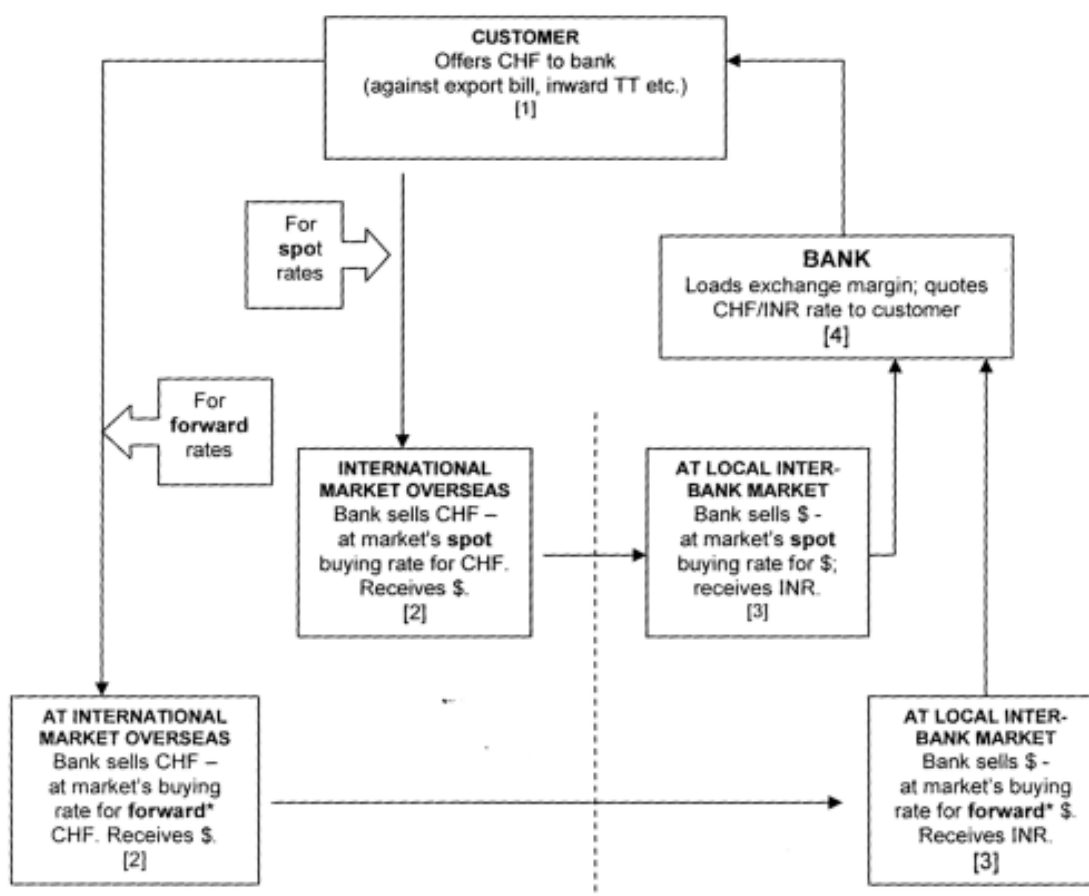 CUSTOMER
Offers CHF to bank
(against export bill, inward TT etc.)
[1]
For
spot
rates
BANK
Loads exchange margin; quotes
CHF/INR rate to customer
[4]
For
forward
rates
INTERNATIONAL
MARKET OVERSEAS
Bank sells CHF –
at market's spot
buying rate for CHF.
Receives $.
[2]
AT LOCAL INTER-
BANK MARKET
Bank sells $ -
at market's spot
buying rate for $;
receives INR.
[3]
AT INTERNATIONAL
MARKET OVERSEAS
Bank sells CHF –
at market's buying
rate for forward*
CHF. Receives $.
[2]
AT LOCAL INTER-
BANK MARKET
Bank sells $ -
at market's buying
rate for forward* $.
Receives INR.
[3]